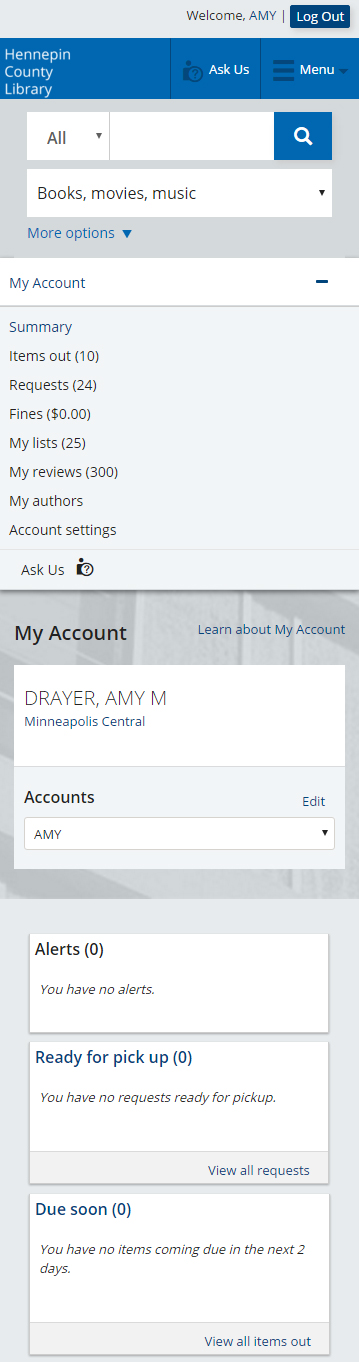 Welcome, AMY | Log Out
Hennepin
County
Library
Ask Us
Menu
All
Books, movies, music
More options
My Account
Summary
Items out (10)
Requests (24)
Fines ($0.00)
My lists (25)
My reviews (300)
My authors
Account settings
Ask Us
My Account
Learn about My Account
DRAYER, AMY M
Minneapolis Central
Accounts
Edit
AMY
Alerts (0)
You have no alerts.
Ready for pick up (0)
You have no requests ready for pickup.
View all requests
Due soon (0)
You have no items coming due in the next 2
days.
View all items out